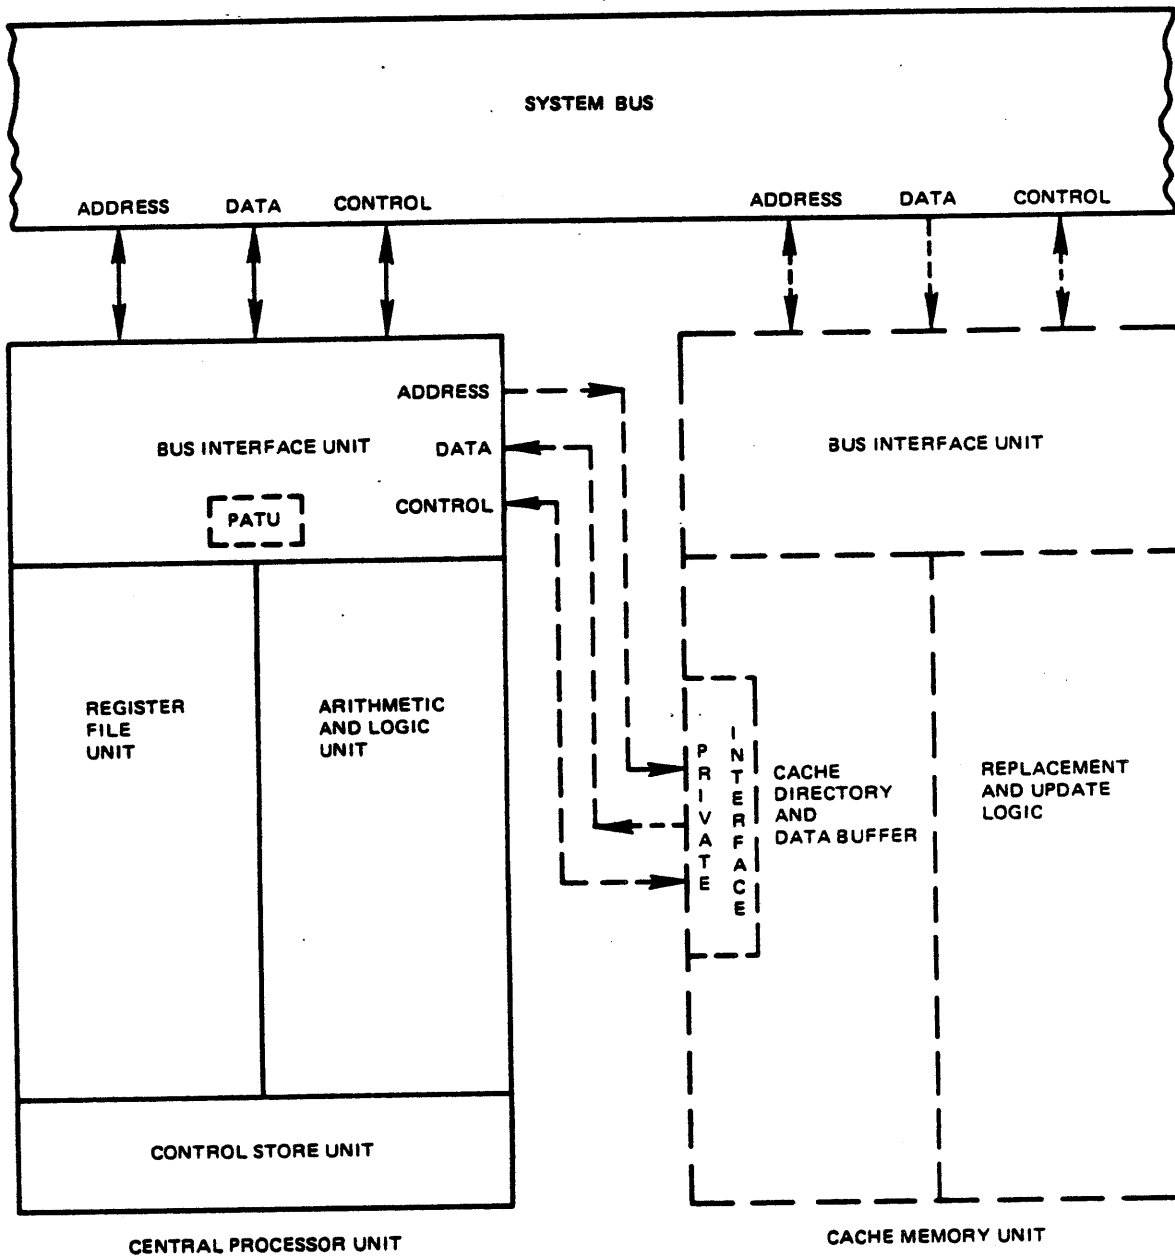 SYSTEM BUS
ADDRESS DATA CONTROL
ADDRESS DATA CONTROL
ADDRESS
BUS INTERFACE UNIT
DATA
CONTROL
PATU
BUS INTERFACE UNIT
REGISTER
FILE
UNIT
ARITHMETIC
AND LOGIC
UNIT
PRIVATE
INTERFACE
CACHE
DIRECTORY
AND
DATA BUFFER
REPLACEMENT
AND UPDATE
LOGIC
CONTROL STORE UNIT
CENTRAL PROCESSOR UNIT
CACHE MEMORY UNIT